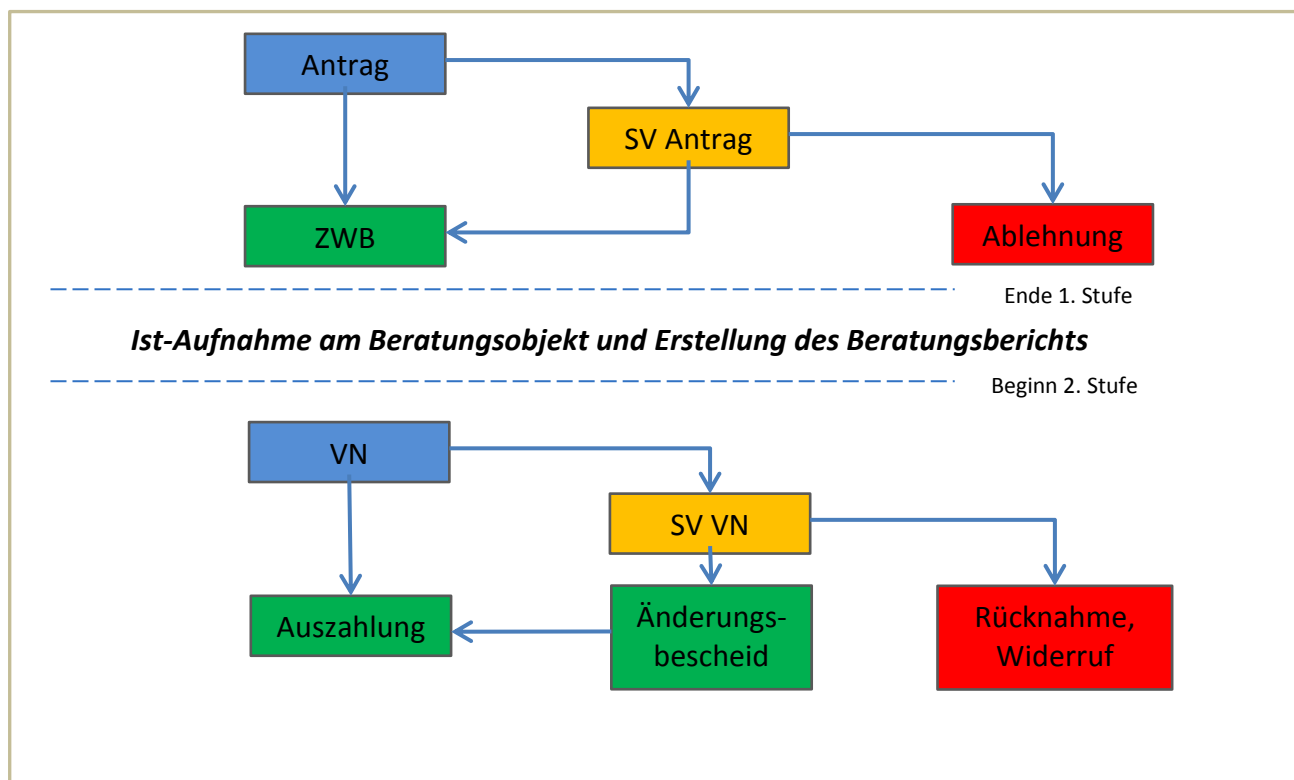 Antrag
SV Antrag
ZWB
Ablehnung
Ende 1. Stufe
Ist-Aufnahme am Beratungsobjekt und Erstellung des Beratungsberichts
Beginn 2. Stufe
VN
SV VN
Auszahlung
Änderungs-
bescheid
Rücknahme,
Widerruf